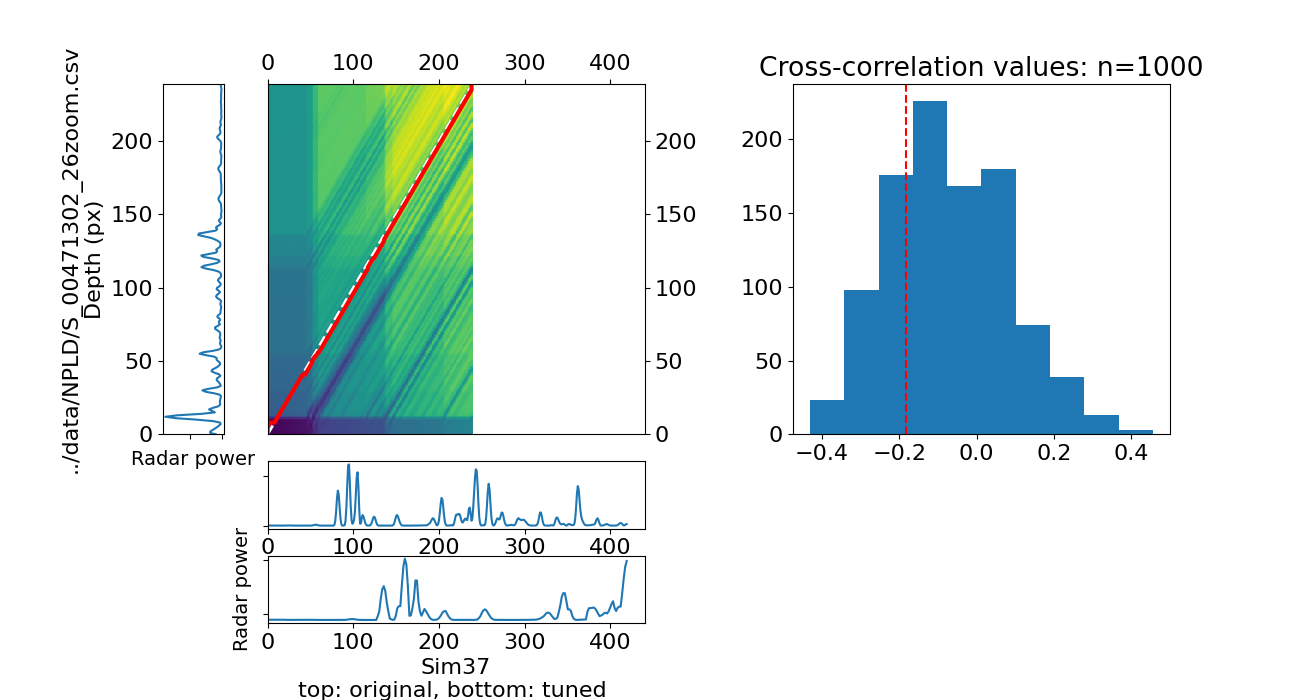 Cross-correlation values: n=1000
0 100 200 300 400
../data/NPLD/S_00471302_26zoom.csv
Depth (px)
200
150
100
50
0
200
150
100
50
0
200
150
100
50
0
−0.4 −0.2 0.0 0.2 0.4
Radar power
0 100 200 300 400
Radar power
0 100 200 300 400
Sim37
top: original, bottom: tuned